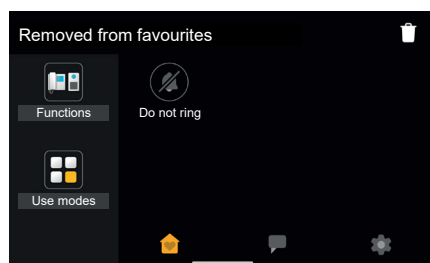 Removed from favourites
Functions
Do not ring
Use modes